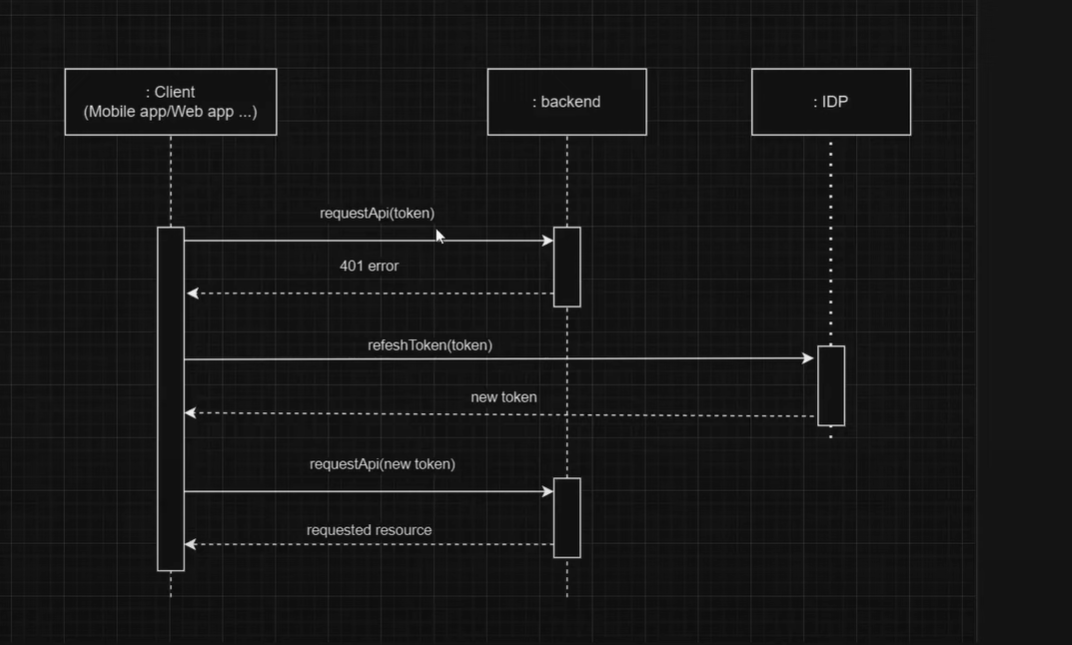 : Client
(Mobile app/Web app ...)
: backend
: IDP
requestApi(token)
401 error
refeshToken(token)
new token
requestApi(new token)
requested resource